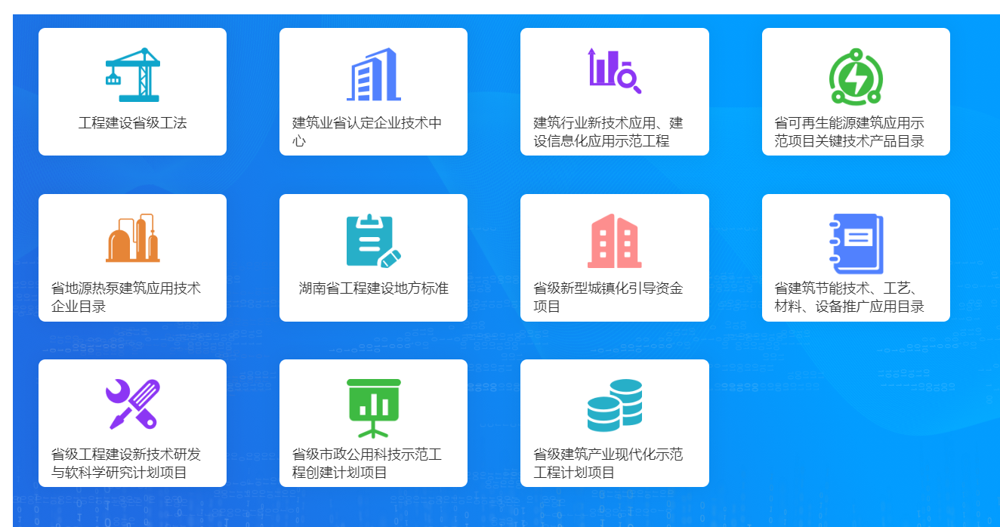 工程建设省级工法
建筑业省认定企业技术中
心
建筑行业新技术应用、建
设信息化应用示范工程
省可再生能源建筑应用示
范项目关键技术产品目录
省地源热泵建筑应用技术
企业目录
湖南省工程建设地方标准
省级新型城镇化引导资金
项目
省建筑节能技术、工艺、
材料、设备推广应用目录
省级工程建设新技术研发
与软科学研究计划项目
省级市政公用科技示范工
程创建计划项目
省级建筑产业现代化示范
工程计划项目